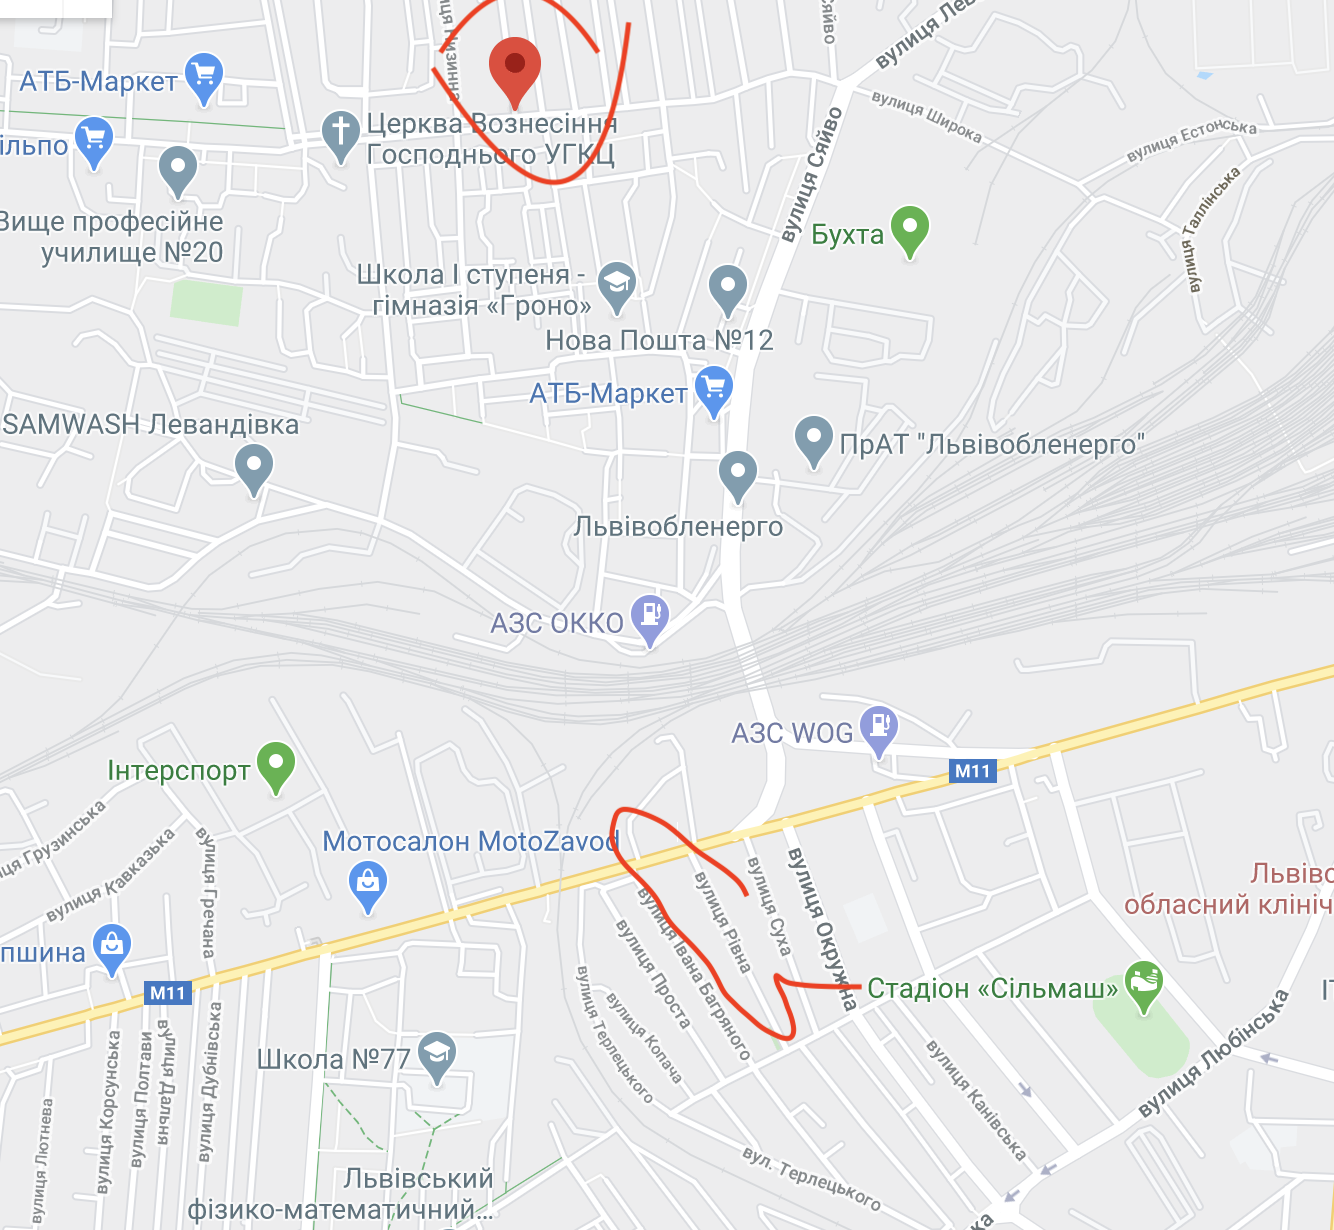 вулиця Сяйво
вулиця Широка
вулиця Естонська
вулиця Таллінська
АТБ-Маркет
Церква Вознесіння
Господнього УГКЦ
Вище професійне
училище №20
Бухта
вулиця Сяйво
Школа І ступеня -
гімназія «Гроно»
Нова Пошта №12
АТБ-Маркет
SAMWASH Левандівка
ПрАТ "Львівобленерго"
Львівобленерго
АЗС ОККО
АЗС WOG
M11
Інтерспорт
Мотосалон MotoZavod
вулиця Грузинська
вулиця Кавказька
вулиця Гречана
вулиця Суха
вулиця Окружна
вулиця Рівна
вулиця Івана Багряного
вулиця Проста
вулиця Копача
вулиця Терлецького
обласний клініч
M11
Стадіон «Сільмаш»
Школа №77
вулиця Любінська
вулиця Канівська
вул. Терлецького
вулиця Лютнева
вулиця Корсунська
вулиця Полтави
вулиця Дальня
вулиця Дубнівська
Львівський
фізико-математичний...